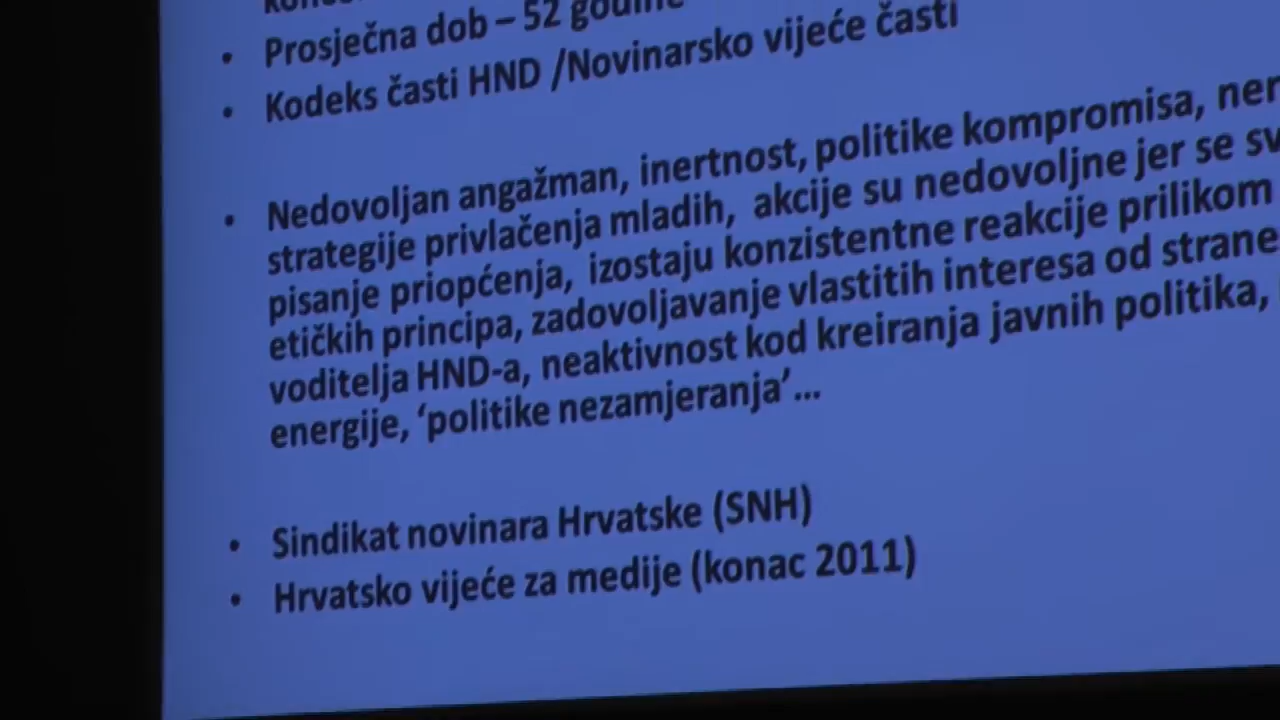 • Prosječna dob – 52 godine
• Kodeks časti HND /Novinarsko vijeće časti
• Nedovoljan angažman, inertnost, politike kompromisa,
strategije privlačenja mladih, akcije su nedovoljne jer se
pisanje priopćenja, izostaju konzistentne reakcije prilikom
etičkih principa, zadovoljavanje vlastitih interesa od strane
voditelja HND-a, neaktivnost kod kreiranja javnih politika,
energije, ‘politike nezamjeranja’...
• Sindikat novinara Hrvatske (SNH)
• Hrvatsko vijeće za medije (konac 2011)